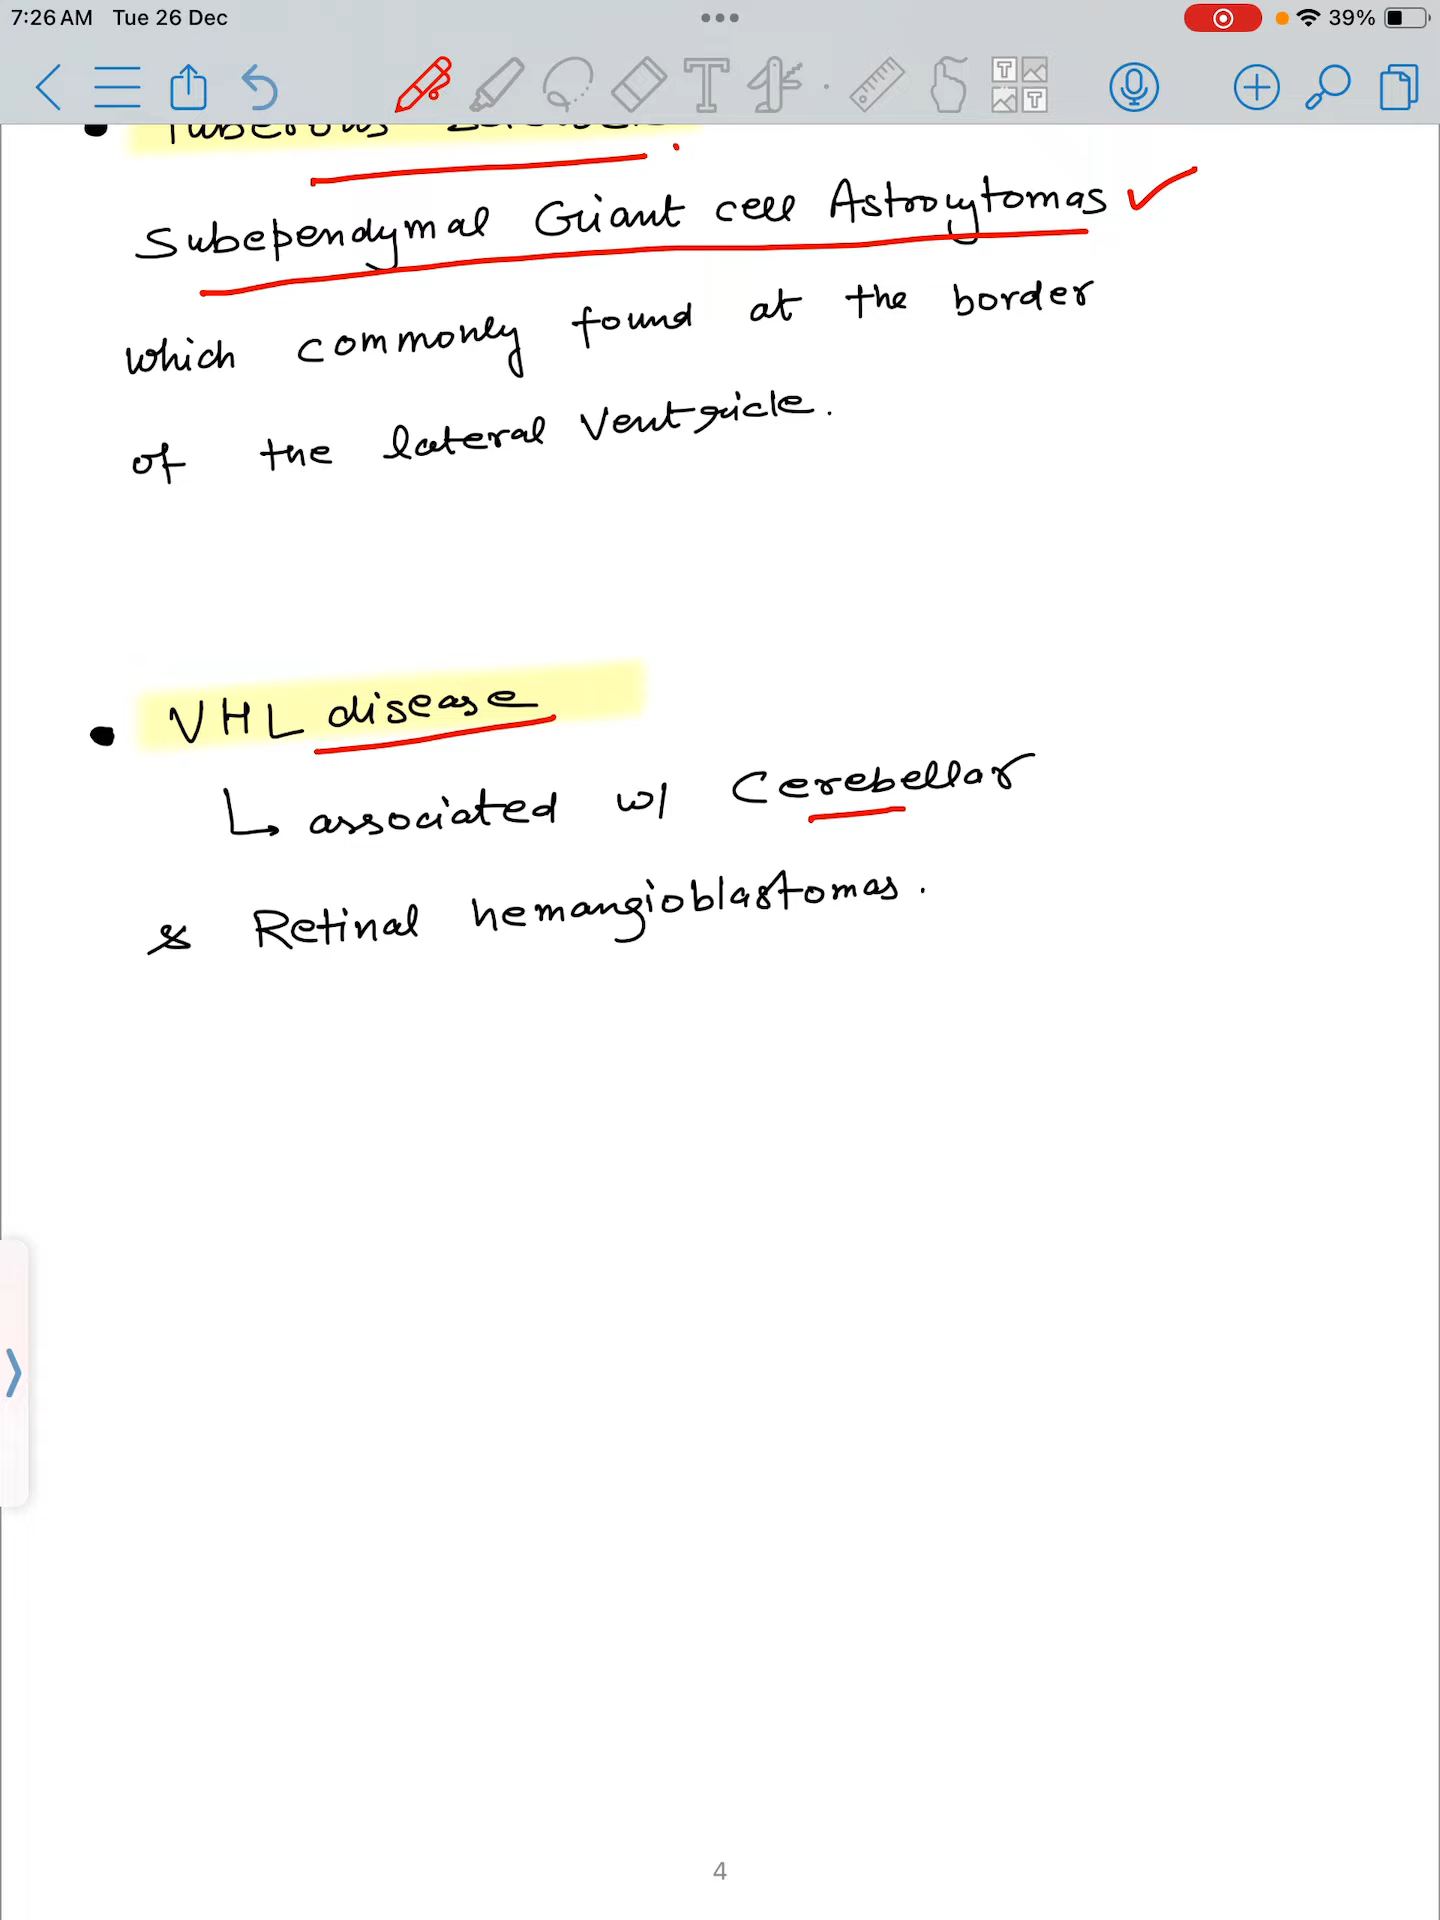 7:26 AM Tue 26 Dec
39%
• Tuberous
Subependymal Giant cell Astrocytomas ✓
which commonly found at the border
of the lateral Ventricle.
• VHL disease
↳ associated w/ Cerebellar
& Retinal hemangioblastomas.
4